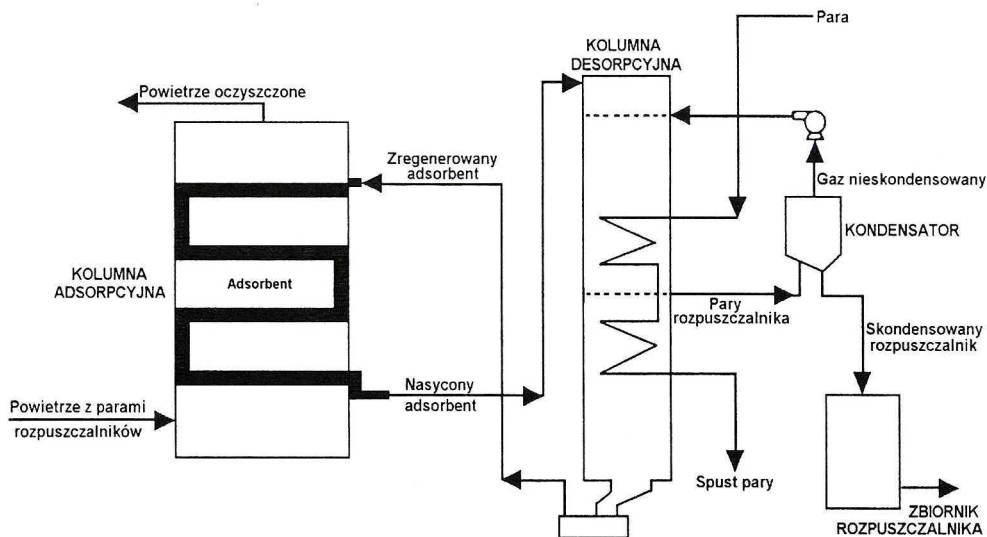 Para
KOLUMNA
DESORPCYJNA
Powietrze oczyszczone
Zregenerowany
adsorbent
Gaz nieskondensowany
KONDENSATOR
KOLUMNA
ADSORPCYJNA
Adsorbent
Pary
rozpuszczalnika
Skondensowany
rozpuszczalnik
Nasycony
adsorbent
Powietrze z parami
rozpuszczalników
Spust pary
ZBIORNIK
ROZPUSZCZALNIKA